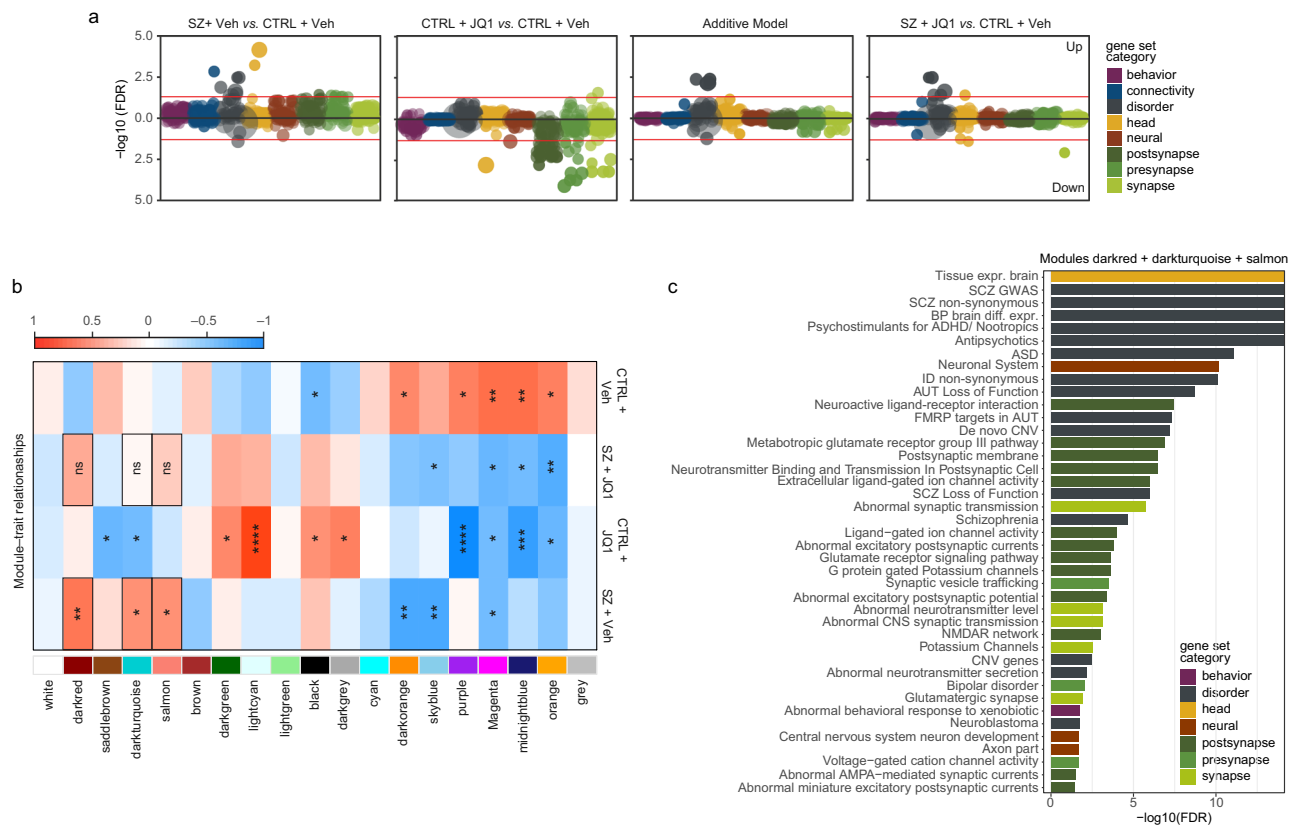 a
SZ+ Veh vs. CTRL + Veh
CTRL + JQ1 vs. CTRL + Veh
Additive Model
SZ + JQ1 vs. CTRL + Veh
−log10 (FDR)
5.0
2.5
0.0
2.5
5.0
Up
Down
gene set
category
behavior
connectivity
disorder
head
neural
postsynapse
presynapse
synapse
b
1
0.5
0
−0.5
−1
Module−trait relationships
CTRL +
Veh
* * * ** ** *
SZ + JQ1
ns ns ns * * * **
CTRL +
JQ1
* * * **** * * **** * *** *
SZ + Veh
** * * ** ** *
white
darkred
saddlebrown
darkturquoise
salmon
brown
darkgreen
lightcyan
lightgreen
black
darkgrey
cyan
darkorange
skyblue
purple
Magenta
midnightblue
orange
grey
c
Modules darkred + darkturquoise + salmon
Tissue expr. brain
SCZ GWAS
SCZ non−synonymous
BP brain diff. expr.
Psychostimulants for ADHD/ Nootropics
Antipsychotics
ASD
Neuronal System
ID non−synonymous
AUT Loss of Function
Neuroactive ligand−receptor interaction
FMRP targets in AUT
De novo CNV
Metabotropic glutamate receptor group III pathway
Postsynaptic membrane
Neurotransmitter Binding and Transmission In Postsynaptic Cell
Extracellular ligand−gated ion channel activity
SCZ Loss of Function
Abnormal synaptic transmission
Schizophrenia
Ligand−gated ion channel activity
Abnormal excitatory postsynaptic currents
Glutamate receptor signaling pathway
G protein gated Potassium channels
Synaptic vesicle trafficking
Abnormal excitatory postsynaptic potential
Abnormal neurotransmitter level
Abnormal CNS synaptic transmission
NMDAR network
Potassium Channels
CNV genes
Abnormal neurotransmitter secretion
Bipolar disorder
Glutamatergic synapse
Abnormal behavioral response to xenobiotic
Neuroblastoma
Central nervous system neuron development
Axon part
Voltage−gated cation channel activity
Abnormal AMPA−mediated synaptic currents
Abnormal miniature excitatory postsynaptic currents
0
5
10
−log10(FDR)
gene set
category
behavior
disorder
head
neural
postsynapse
presynapse
synapse